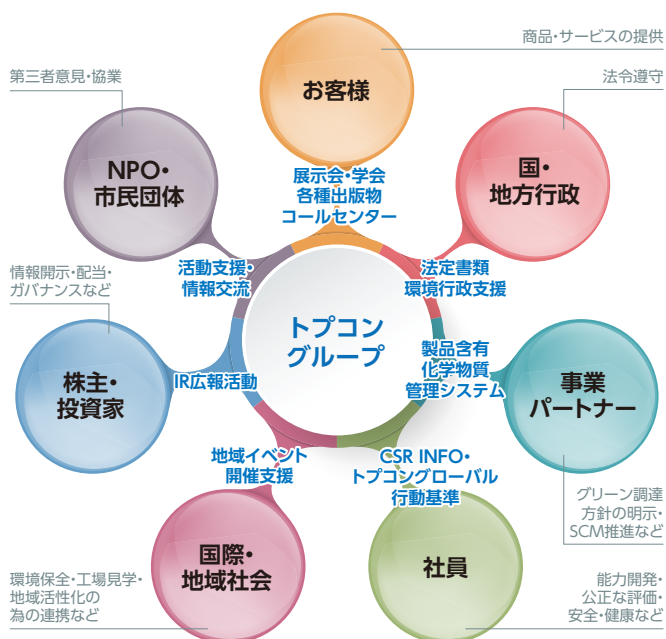 商品・サービスの提供
お客様
展示会・学会
各種出版物
コールセンター
法令遵守
国・
地方行政
法定書類
環境行政支援
第三者意見・協業
NPO・
市民団体
活動支援・
情報交流
トプコン
グループ
製品含有
化学物質
管理システム
事業
パートナー
グリーン調達
方針の明示・
SCM推進など
情報開示・配当・
ガバナンスなど
株主・
投資家
IR広報活動
地域イベント
開催支援
国際・
地域社会
環境保全・工場見学・
地域活性化の
為の連携など
CSR INFO・
トプコングローバル
行動基準
社員
能力開発・
公正な評価・
安全・健康など